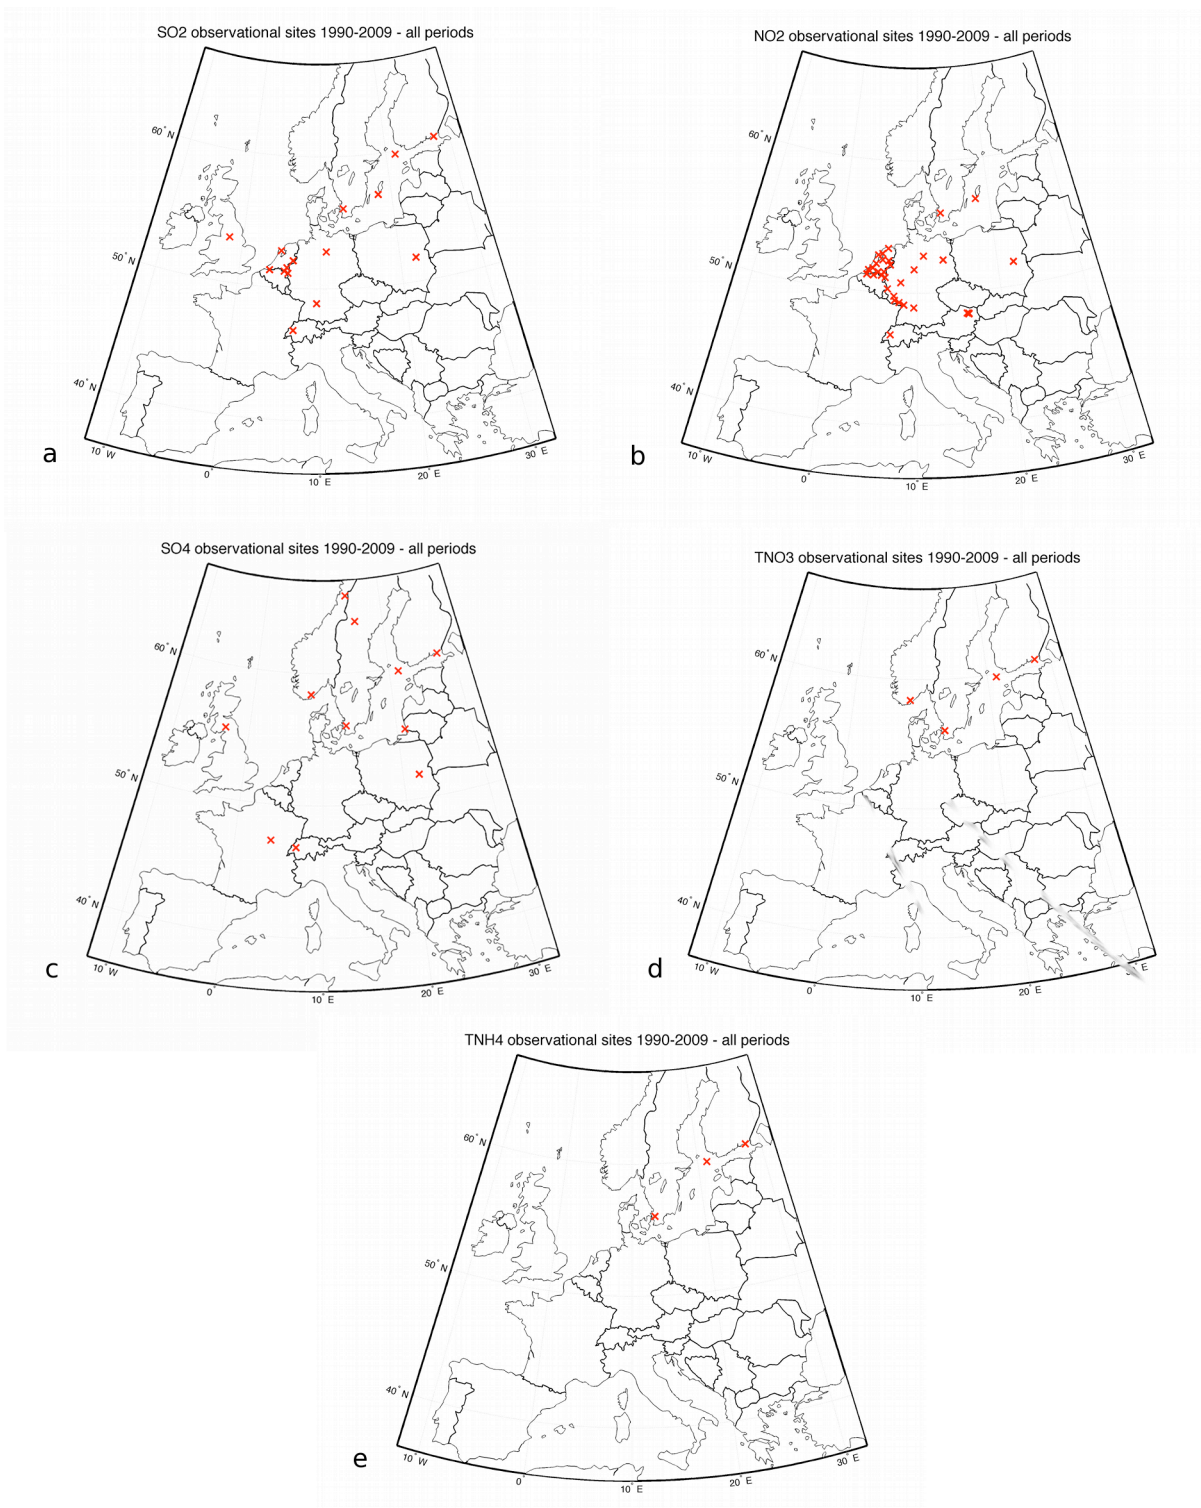 SO2 observational sites 1990-2009 - all periods
60° N
50° N
40° N
10° W
0°
10° E
20° E
30° E
a
NO2 observational sites 1990-2009 - all periods
60° N
50° N
40° N
10° W
0°
10° E
20° E
30° E
b
SO4 observational sites 1990-2009 - all periods
60° N
50° N
40° N
10° W
0°
10° E
20° E
30° E
c
TNO3 observational sites 1990-2009 - all periods
60° N
50° N
40° N
10° W
0°
10° E
20° E
E
d
TNH4 observational sites 1990-2009 - all periods
60° N
50° N
40° N
10° W
0°
10° E
20° E
30° E
e